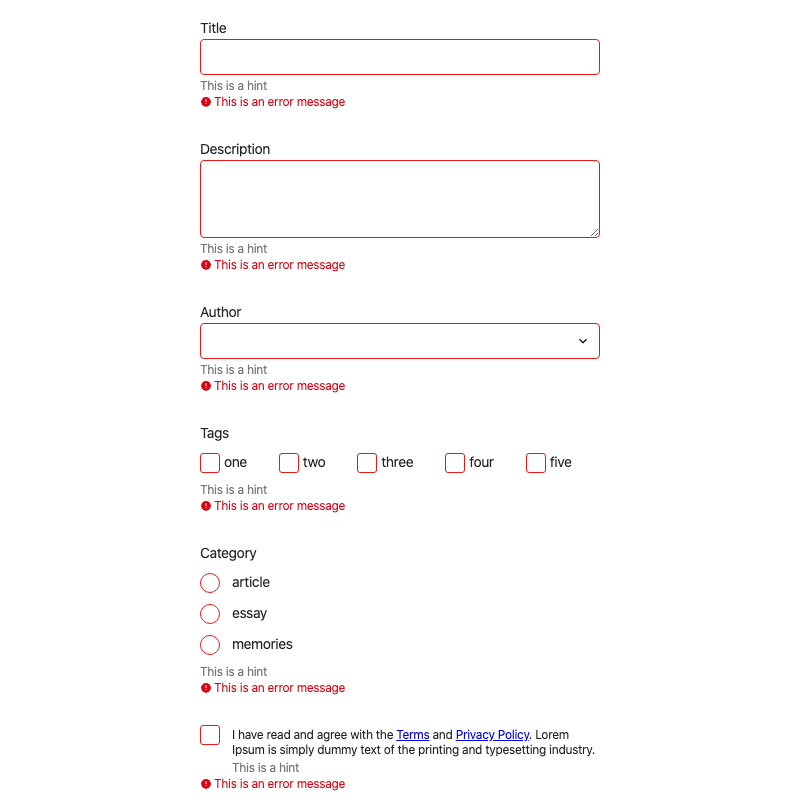 Title
This is a hint
This is an error message
Description
This is a hint
This is an error message
Author
This is a hint
This is an error message
Tags
one two three four five
This is a hint
This is an error message
Category
article
essay
memories
This is a hint
This is an error message
I have read and agree with the Terms and Privacy Policy. Lorem
Ipsum is simply dummy text of the printing and typesetting industry.
This is a hint
This is an error message